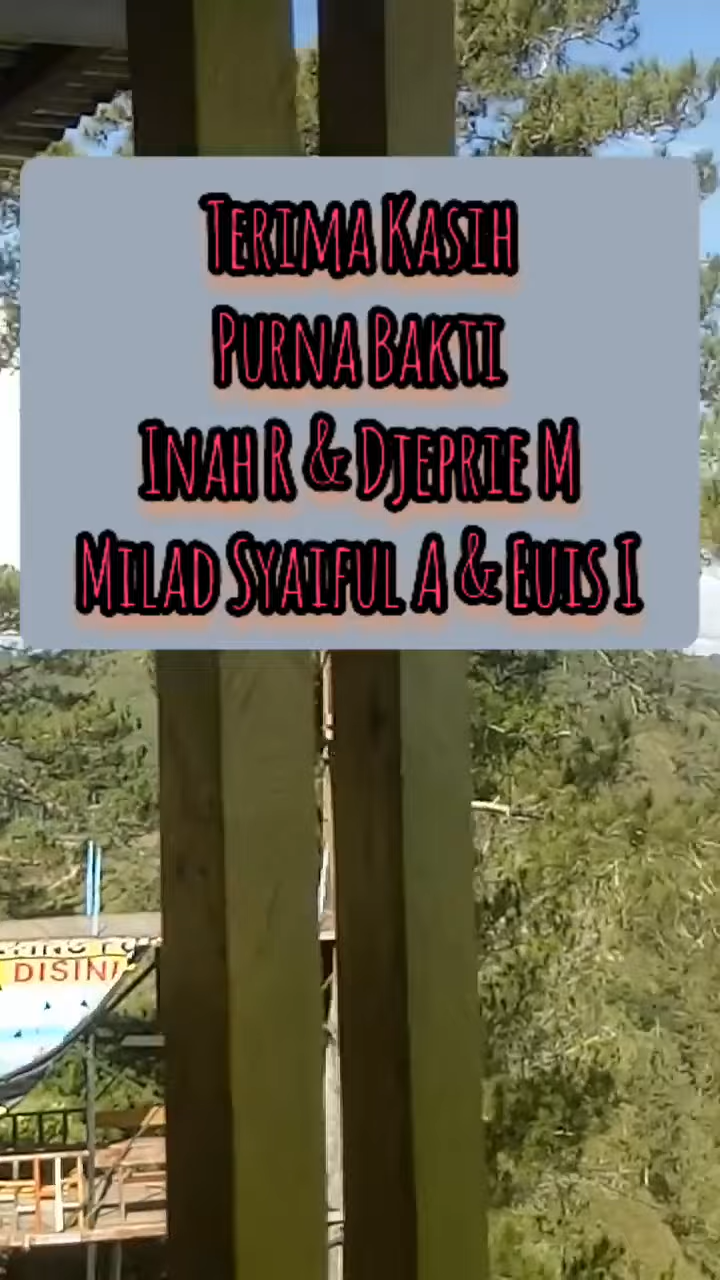 Terima Kasih
Purna Bakti
Inah R & Djeprie M
Milad Syaiful A & Euis I
DISINI